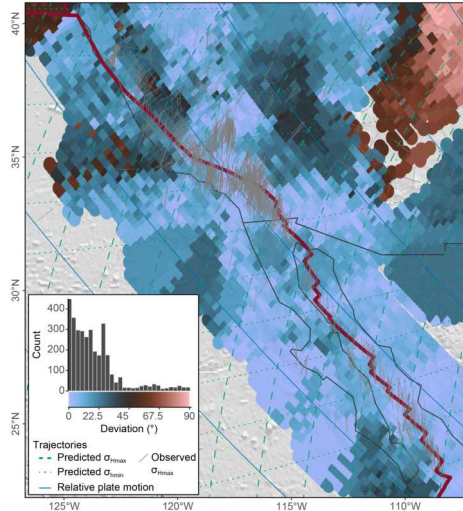 40°N
35°N
30°N
25°N
Count
400
300
200
100
0
0 22.5 45 67.5 90
Deviation (°)
Trajectories
Predicted σHmax
Observed σHmax
Predicted σhmin
Relative plate motion
125°W 120°W 115°W 110°W